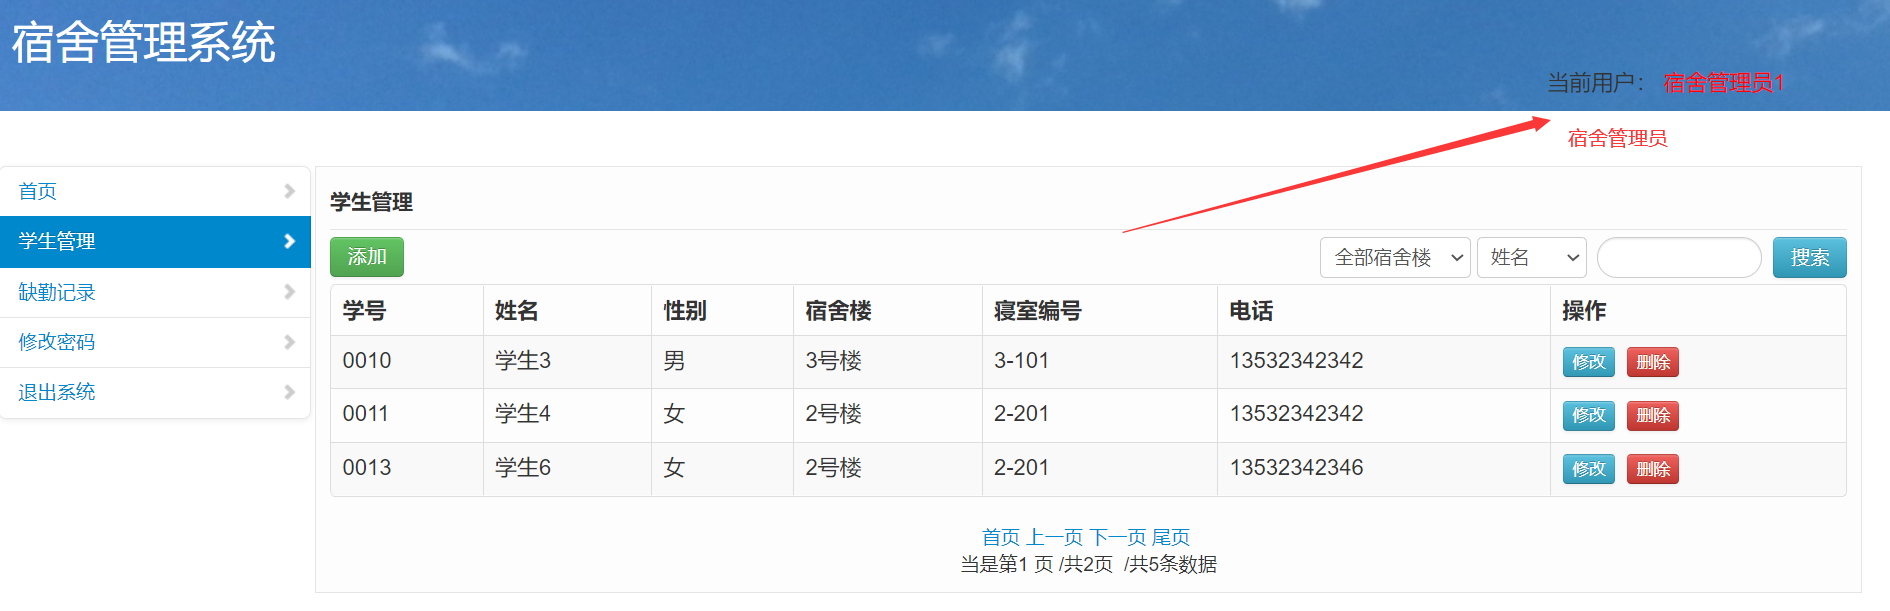 宿舍管理系统
当前用户： 宿舍管理员1
宿舍管理员
首页
学生管理
缺勤记录
修改密码
退出系统
学生管理
添加 全部宿舍楼 姓名 搜索
学号 姓名 性别 宿舍楼 寝室编号 电话 操作
0010 学生3 男 3号楼 3-101 13532342342 修改 删除
0011 学生4 女 2号楼 2-201 13532342342 修改 删除
0013 学生6 女 2号楼 2-201 13532342346 修改 删除
首页 上一页 下一页 尾页
当是第1 页 /共2页 /共5条数据